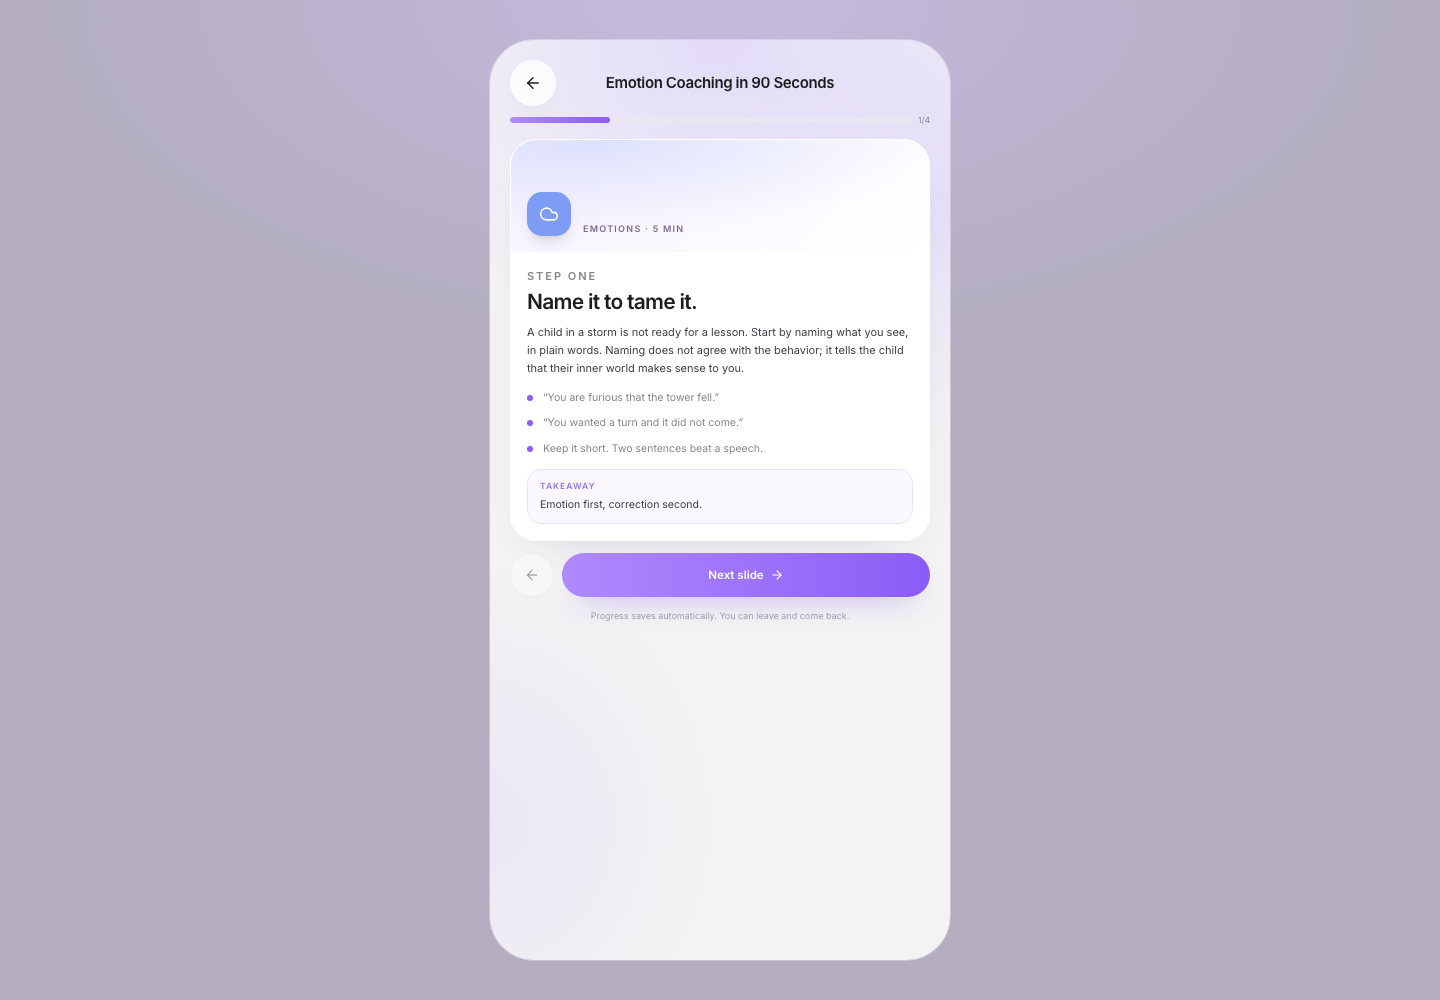 Emotion Coaching in 90 Seconds
1/4
EMOTIONS · 5 MIN
STEP ONE
Name it to tame it.
A child in a storm is not ready for a lesson. Start by naming what you see,
in plain words. Naming does not agree with the behavior; it tells the child
that their inner world makes sense to you.
“You are furious that the tower fell.”
“You wanted a turn and it did not come.”
Keep it short. Two sentences beat a speech.
TAKEAWAY
Emotion first, correction second.
Next slide
Progress saves automatically. You can leave and come back.